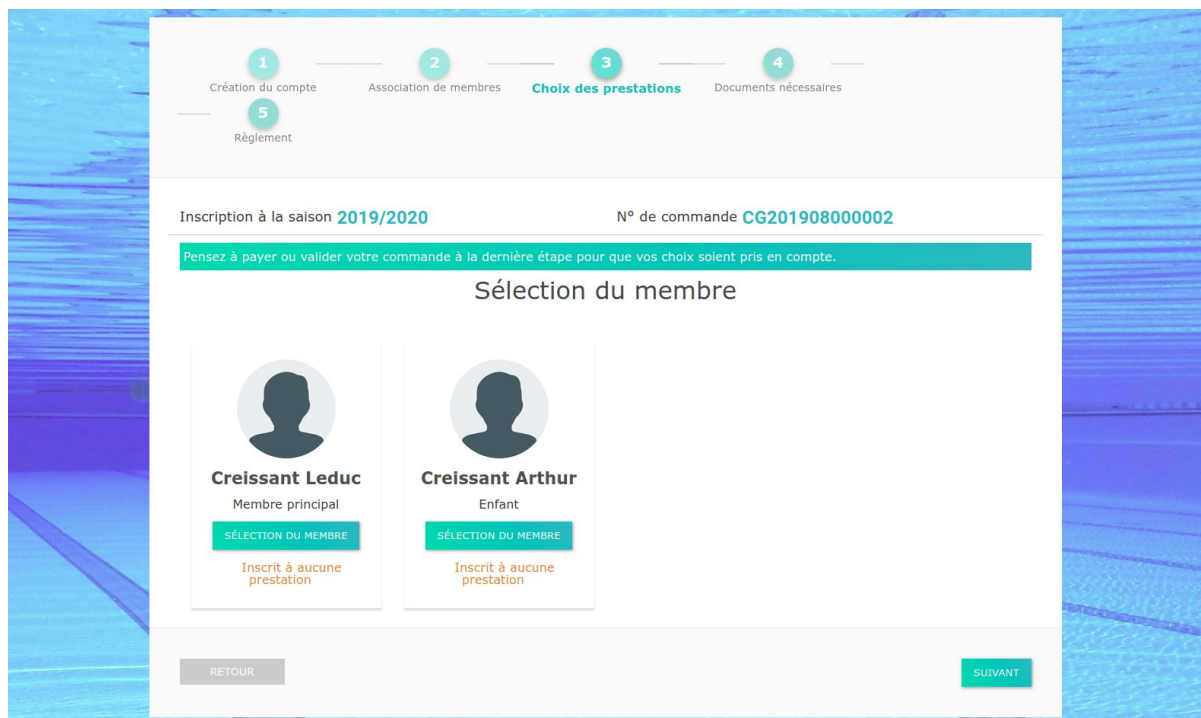 1
Création du compte
2
Association de membres
3
Choix des prestations
4
Documents nécessaires
5
Règlement
Inscription à la saison 2019/2020
N° de commande CG201908000002
Pensez à payer ou valider votre commande à la dernière étape pour que vos choix soient pris en compte.
Sélection du membre
Creissant Leduc
Membre principal
SÉLECTION DU MEMBRE
Inscrit à aucune
prestation
Creissant Arthur
Enfant
SÉLECTION DU MEMBRE
Inscrit à aucune
prestation
RETOUR
SUIVANT